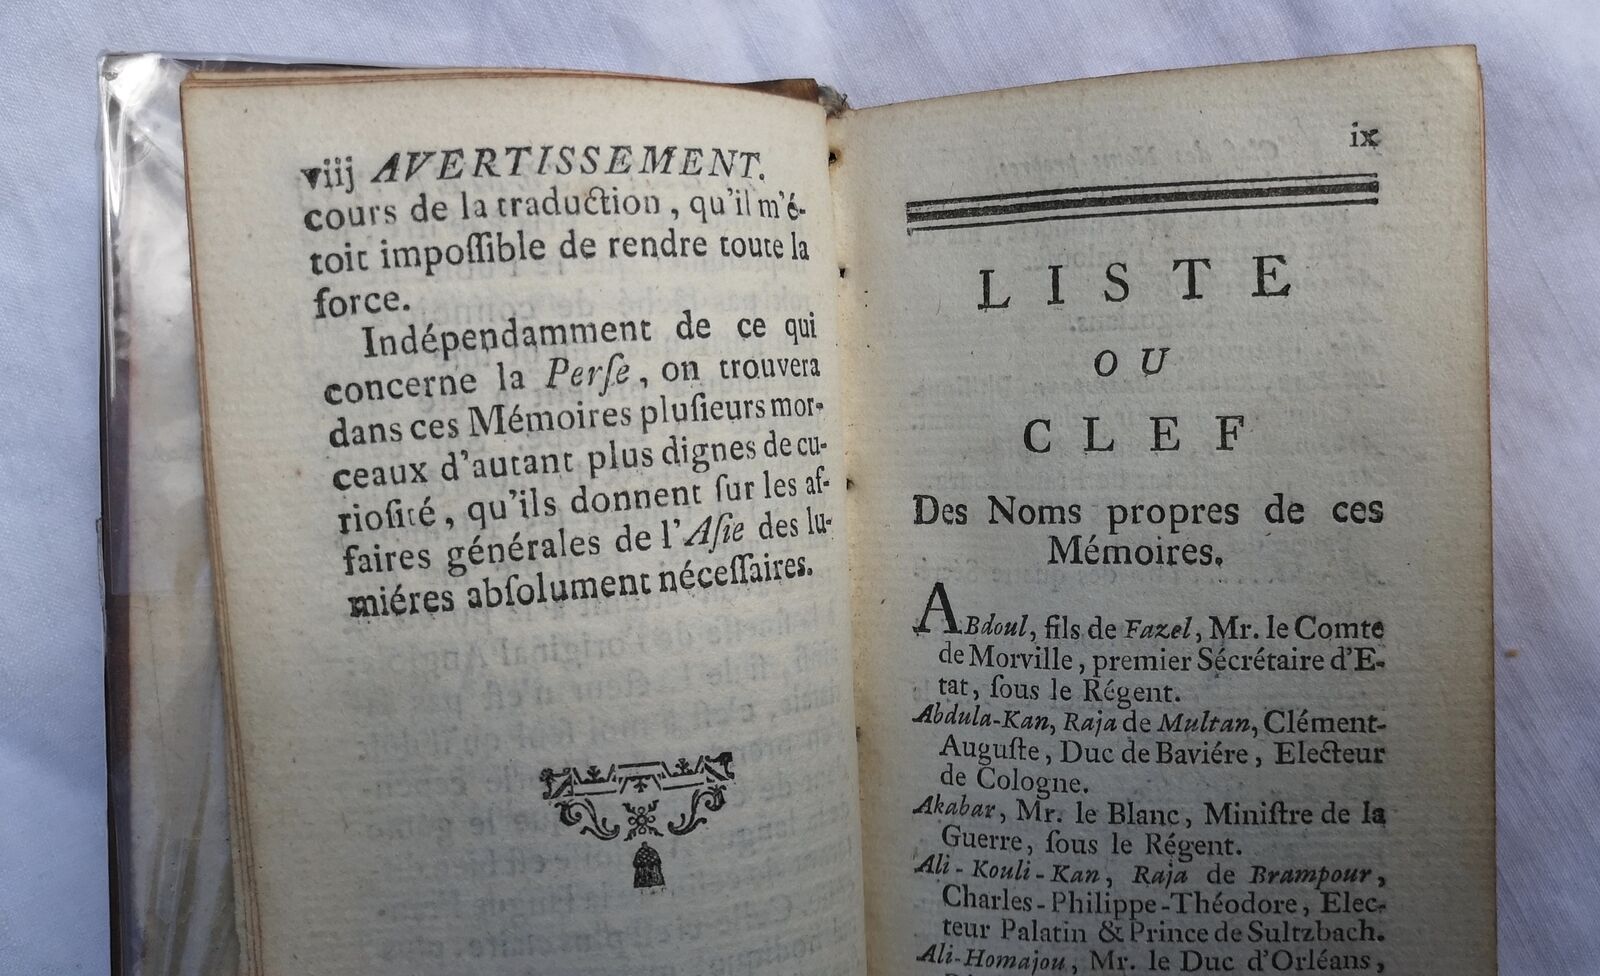 viij AVERTISSEMENT.
cours de la traduction, qu'il m'é-
toit impoſſible de rendre toute la
force.
Indépendamment de ce qui
concerne la Perſe, on trouvera
dans ces Mémoires pluſieurs mor-
ceaux d'autant plus dignes de cu-
rioſité, qu'ils donnent ſur les af-
faires générales de l'Aſie des lu-
miéres abſolument néceſſaires.
ix
LISTE
OU
CLEF
Des Noms propres de ces
Mémoires.
ABdoul, fils de Fazel, Mr. le Comte
de Morville, premier Sécrétaire d'E-
tat, ſous le Régent.
Abdula-Kan, Raja de Multan, Clément-
Auguſte, Duc de Baviére, Electeur
de Cologne.
Akabar, Mr. le Blanc, Miniſtre de la
Guerre, ſous le Régent.
Ali-Kouli-Kan, Raja de Brampour,
Charles-Philippe-Théodore, Elec-
teur Palatin & Prince de Sultzbach.
Ali-Homajou, Mr. le Duc d'Orléans,